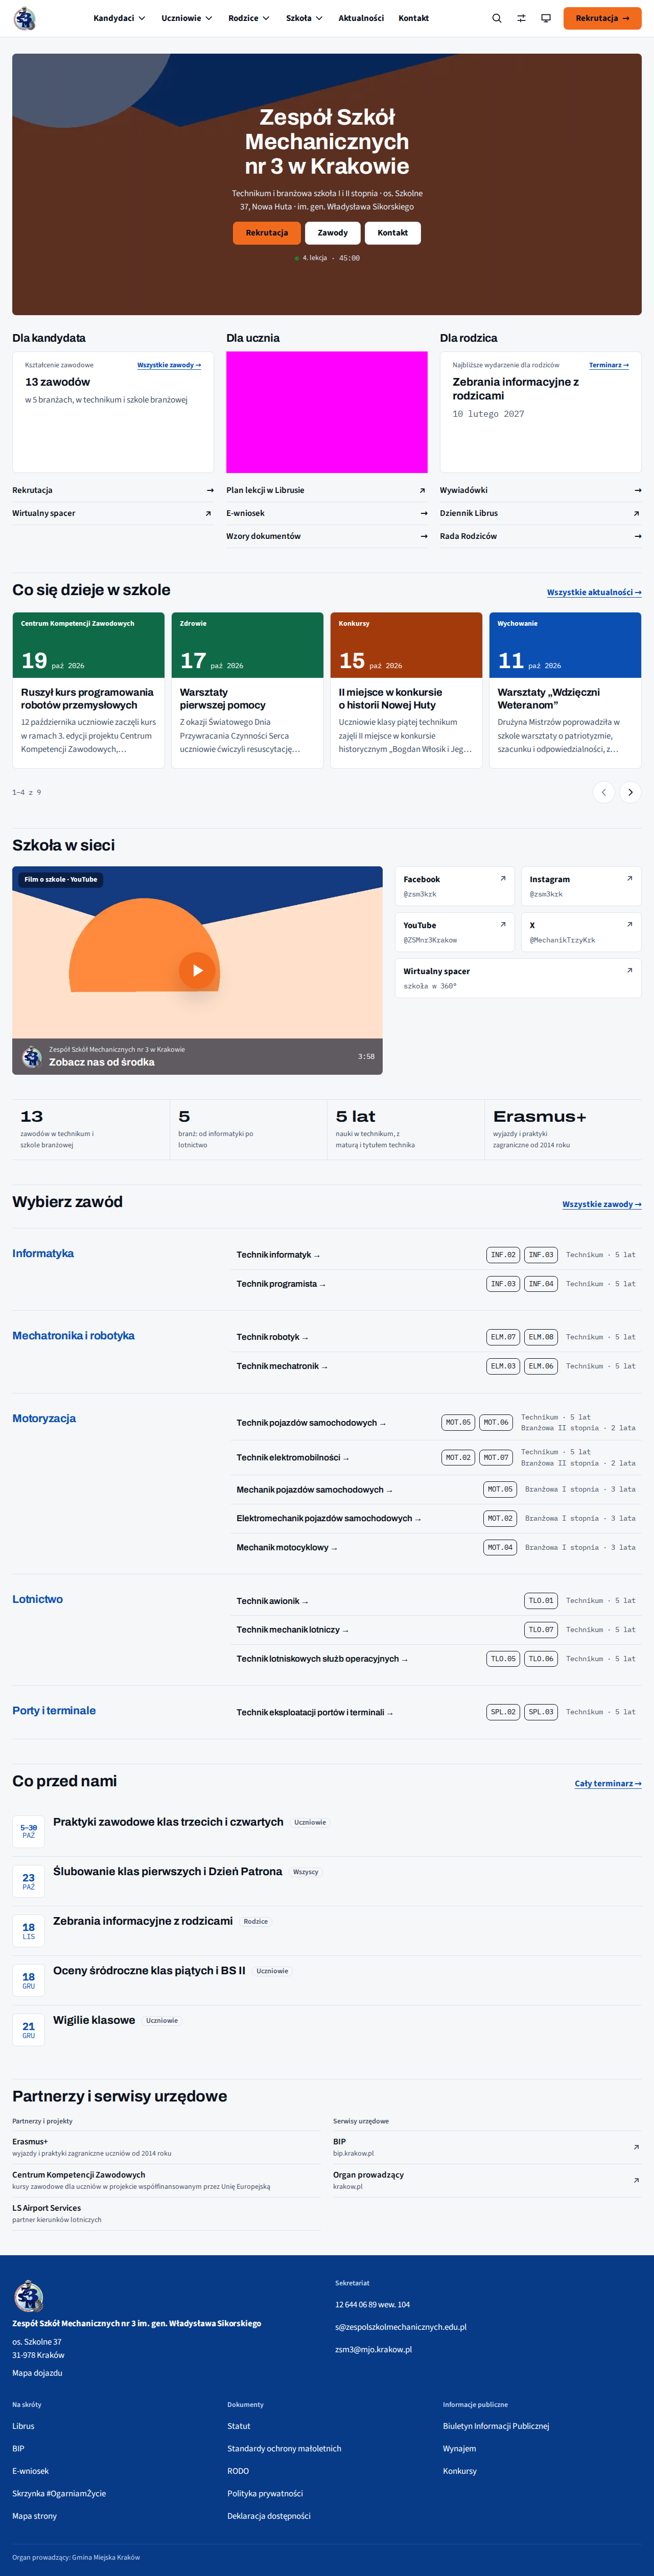 Kandydaci Uczniowie Rodzice Szkoła Aktualności Kontakt Rekrutacja →
Zespół Szkół
Mechanicznych
nr 3 w Krakowie
Technikum i branżowa szkoła I i II stopnia · os. Szkolne
37, Nowa Huta · im. gen. Władysława Sikorskiego
Rekrutacja Zawody Kontakt
4. lekcja · 45:00
Dla kandydata
Kształcenie zawodowe Wszystkie zawody →
13 zawodów
w 5 branżach, w technikum i szkole branżowej
Rekrutacja →
Wirtualny spacer ↗
Dla ucznia
Plan lekcji w Librusie ↗
E-wniosek →
Wzory dokumentów →
Dla rodzica
Najbliższe wydarzenie dla rodziców Terminarz →
Zebrania informacyjne z
rodzicami
10 lutego 2027
Wywiadówki →
Dziennik Librus ↗
Rada Rodziców →
Co się dzieje w szkole
Wszystkie aktualności →
Centrum Kompetencji Zawodowych
19 paź 2026
Ruszył kurs programowania
robotów przemysłowych
12 października uczniowie zaczęli kurs
w ramach 3. edycji projektu Centrum
Kompetencji Zawodowych,…
Zdrowie
17 paź 2026
Warsztaty
pierwszej pomocy
Z okazji Światowego Dnia
Przywracania Czynności Serca
uczniowie ćwiczyli resuscytację…
Konkursy
15 paź 2026
II miejsce w konkursie
o historii Nowej Huty
Uczniowie klasy piątej technikum
zajęli II miejsce w konkursie
historycznym „Bogdan Włosik i Jeg…
Wychowanie
11 paź 2026
Warsztaty „Wdzięczni
Weteranom”
Drużyna Mistrzów poprowadziła w
szkole warsztaty o patriotyzmie,
szacunku i odpowiedzialności, z…
1–4 z 9
Szkoła w sieci
Film o szkole · YouTube
Zespół Szkół Mechanicznych nr 3 w Krakowie
Zobacz nas od środka
3:58
Facebook ↗
@zsm3krk
Instagram ↗
@zsm3krk
YouTube ↗
@ZSMnr3Krakow
X ↗
@MechanikTrzyKrk
Wirtualny spacer ↗
szkoła w 360°
13
zawodów w technikum i
szkole branżowej
5
branż: od informatyki po
lotnictwo
5 lat
nauki w technikum, z
maturą i tytułem technika
Erasmus+
wyjazdy i praktyki
zagraniczne od 2014 roku
Wybierz zawód
Wszystkie zawody →
Informatyka
Technik informatyk → INF.02 INF.03 Technikum · 5 lat
Technik programista → INF.03 INF.04 Technikum · 5 lat
Mechatronika i robotyka
Technik robotyk → ELM.07 ELM.08 Technikum · 5 lat
Technik mechatronik → ELM.03 ELM.06 Technikum · 5 lat
Motoryzacja
Technik pojazdów samochodowych → MOT.05 MOT.06 Technikum · 5 lat
Branżowa II stopnia · 2 lata
Technik elektromobilności → MOT.02 MOT.07 Technikum · 5 lat
Branżowa II stopnia · 2 lata
Mechanik pojazdów samochodowych → MOT.05 Branżowa I stopnia · 3 lata
Elektromechanik pojazdów samochodowych → MOT.02 Branżowa I stopnia · 3 lata
Mechanik motocyklowy → MOT.04 Branżowa I stopnia · 3 lata
Lotnictwo
Technik awionik → TLO.01 Technikum · 5 lat
Technik mechanik lotniczy → TLO.07 Technikum · 5 lat
Technik lotniskowych służb operacyjnych → TLO.05 TLO.06 Technikum · 5 lat
Porty i terminale
Technik eksploatacji portów i terminali → SPL.02 SPL.03 Technikum · 5 lat
Co przed nami
Cały terminarz →
5–30
PAŹ
Praktyki zawodowe klas trzecich i czwartych Uczniowie
23
PAŹ
Ślubowanie klas pierwszych i Dzień Patrona Wszyscy
18
LIS
Zebrania informacyjne z rodzicami Rodzice
18
GRU
Oceny śródroczne klas piątych i BS II Uczniowie
21
GRU
Wigilie klasowe Uczniowie
Partnerzy i serwisy urzędowe
Partnerzy i projekty
Erasmus+
wyjazdy i praktyki zagraniczne uczniów od 2014 roku
Centrum Kompetencji Zawodowych
kursy zawodowe dla uczniów w projekcie współfinansowanym przez Unię Europejską
LS Airport Services
partner kierunków lotniczych
Serwisy urzędowe
BIP ↗
bip.krakow.pl
Organ prowadzący ↗
krakow.pl
Zespół Szkół Mechanicznych nr 3 im. gen. Władysława Sikorskiego
os. Szkolne 37
31-978 Kraków
Mapa dojazdu
Sekretariat
12 644 06 89 wew. 104
s@zespolszkolmechanicznych.edu.pl
zsm3@mjo.krakow.pl
Na skróty
Librus
BIP
E-wniosek
Skrzynka #OgarniamŻycie
Mapa strony
Dokumenty
Statut
Standardy ochrony małoletnich
RODO
Polityka prywatności
Deklaracja dostępności
Informacje publiczne
Biuletyn Informacji Publicznej
Wynajem
Konkursy
Organ prowadzący: Gmina Miejska Kraków